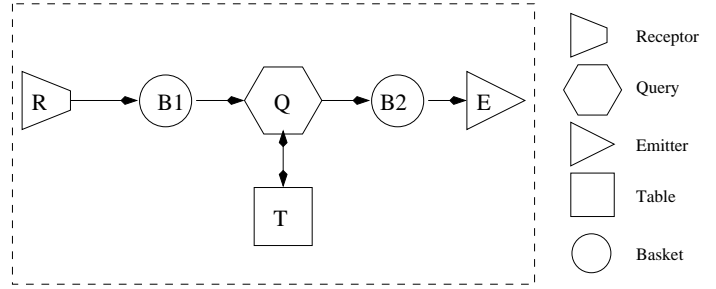 R B1 Q B2 E
T
Receptor
Query
Emitter
Table
Basket